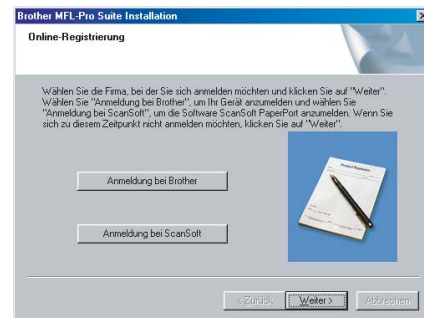 Brother MFL-Pro Suite Installation
Online-Registrierung
Wählen Sie die Firma, bei der Sie sich anmelden möchten und klicken Sie auf "Weiter".
Wählen Sie "Anmeldung bei Brother", um Ihr Gerät anzumelden und wählen Sie
"Anmeldung bei ScanSoft", um die Software ScanSoft PaperPort anzumelden. Wenn Sie
sich zu diesem Zeitpunkt nicht anmelden möchten, klicken Sie auf "Weiter".
Anmeldung bei Brother
Product Registration
Anmeldung bei ScanSoft
< Zurück
Weiter >
Abbrechen